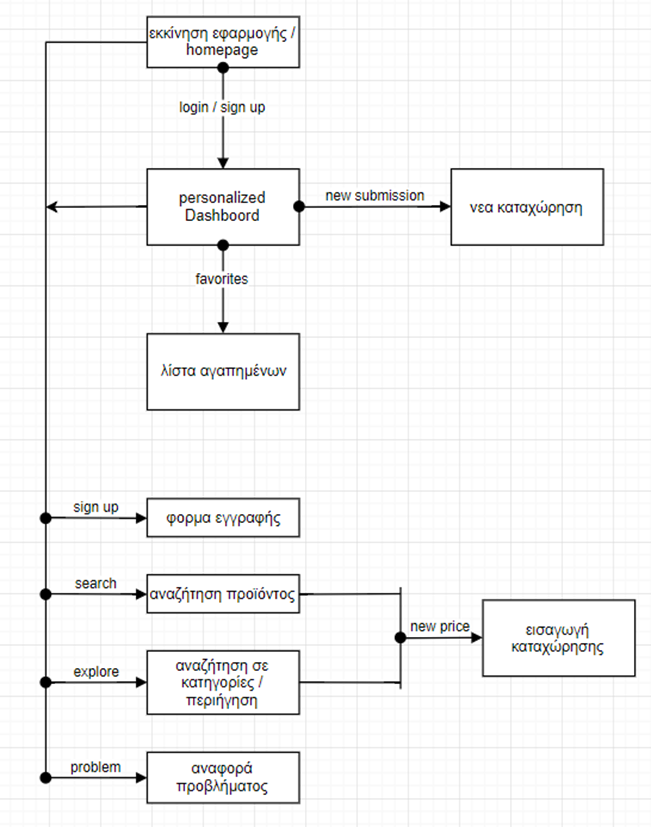 εκκίνηση εφαρμογής /
homepage
login / sign up
personalized
Dashboord
new submission
νεα καταχώρηση
favorites
λίστα αγαπημένων
sign up
φορμα εγγραφής
search
αναζήτηση προϊόντος
new price
εισαγωγή
καταχώρησης
explore
αναζήτηση σε
κατηγορίες /
περιήγηση
problem
αναφορά
προβλήματος